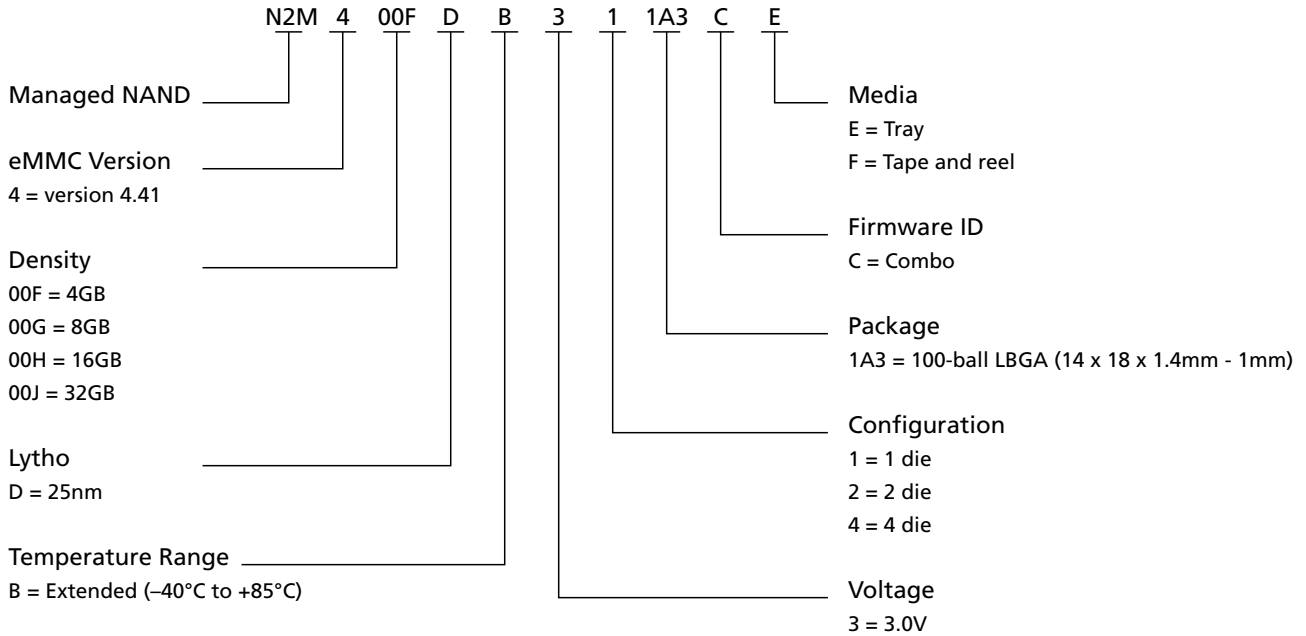 N2M 4 00F D B 3 1 1A3 C E
Managed NAND
eMMC Version
4 = version 4.41
Density
00F = 4GB
00G = 8GB
00H = 16GB
00J = 32GB
Lytho
D = 25nm
Temperature Range
B = Extended (–40°C to +85°C)
Media
E = Tray
F = Tape and reel
Firmware ID
C = Combo
Package
1A3 = 100-ball LBGA (14 x 18 x 1.4mm - 1mm)
Configuration
1 = 1 die
2 = 2 die
4 = 4 die
Voltage
3 = 3.0V